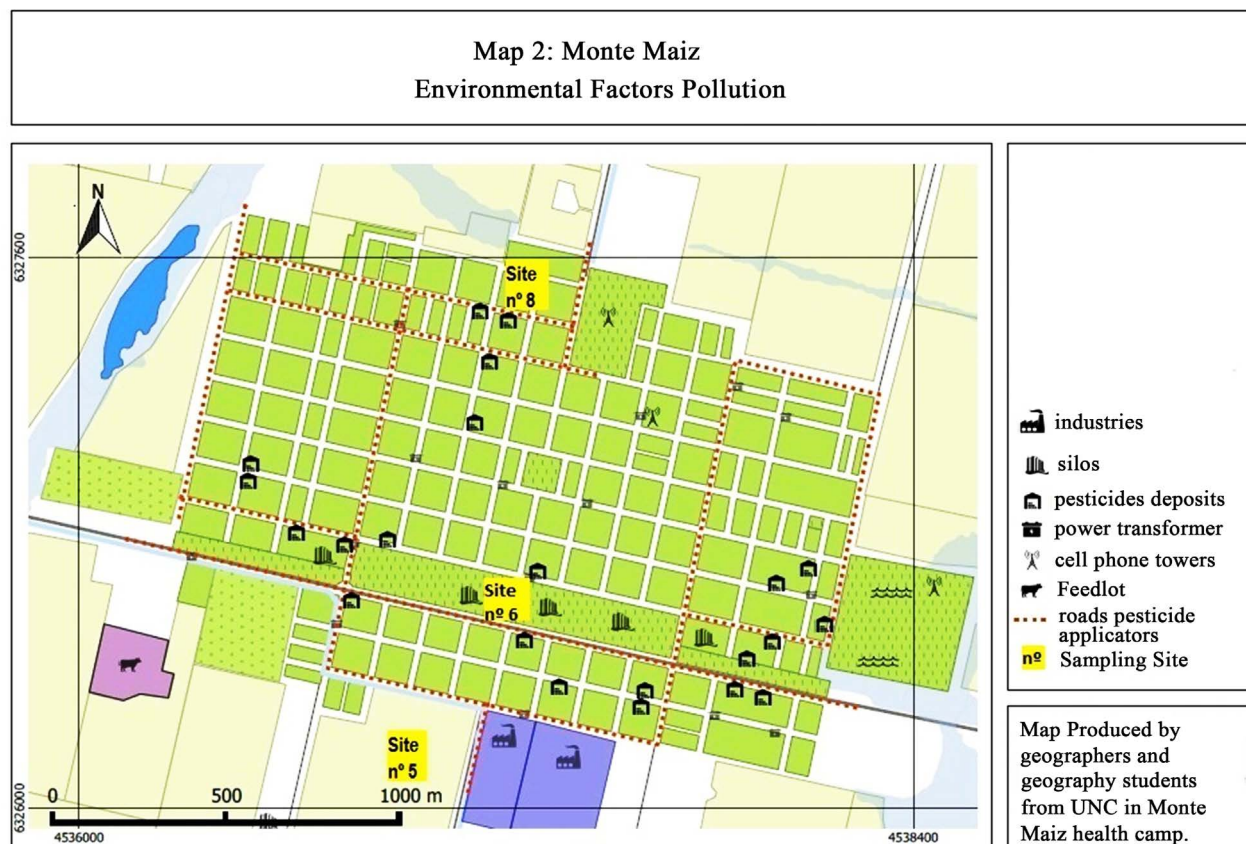 Map 2: Monte Maiz
Environmental Factors Pollution
N
6327600
6326000
Site
nº 8
Site
nº 6
Site
nº 5
0 500 1000 m
4536000
4538400
industries
silos
pesticides deposits
power transformer
cell phone towers
Feedlot
roads pesticide
applicators
nº Sampling Site
Map Produced by
geographers and
geography students
from UNC in Monte
Maiz health camp.